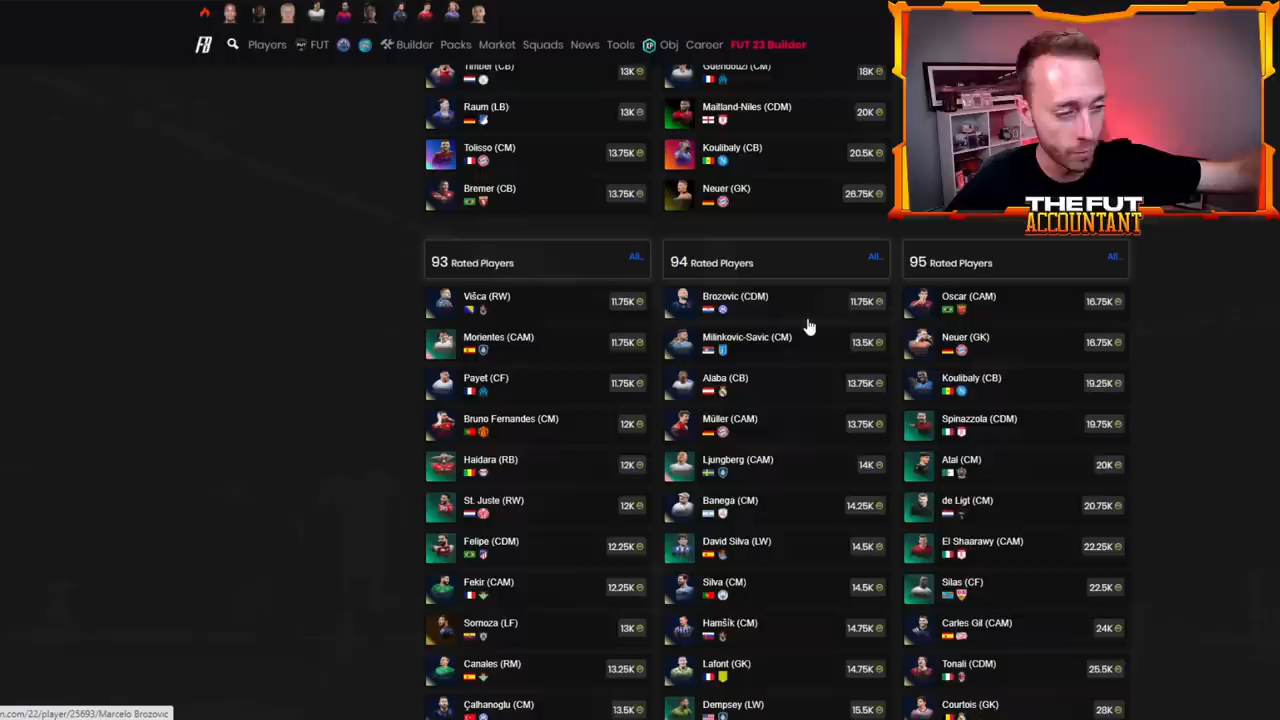 Players FUT Builder Packs Market Squads News Tools Obj Career FUT 23 Builder
Timber (CB) 13K
Raum (LB) 13K
Tolisso (CM) 13.75K
Bremer (CB) 13.75K
Guendouzi (CM) 18K
Maitland-Niles (CDM) 20K
Koulibaly (CB) 20.5K
Neuer (GK) 26.75K
THE FUT
ACCOUNTANT
93 Rated Players All..
Višca (RW) 11.75K
Morientes (CAM) 11.75K
Payet (CF) 11.75K
Bruno Fernandes (CM) 12K
Haidara (RB) 12K
St. Juste (RW) 12K
Felipe (CDM) 12.25K
Fekir (CAM) 12.25K
Sornoza (LF) 13K
Canales (RM) 13.25K
Çalhanoglu (CM) 13.5K
94 Rated Players All..
Brozovic (CDM) 11.75K
Milinkovic-Savic (CM) 13.5K
Alaba (CB) 13.75K
Müller (CAM) 13.75K
Ljungberg (CAM) 14K
Banega (CM) 14.25K
David Silva (LW) 14.5K
Silva (CM) 14.5K
Hamšík (CM) 14.75K
Lafont (GK) 14.75K
Dempsey (LW) 15.5K
95 Rated Players All..
Oscar (CAM) 16.75K
Neuer (GK) 16.75K
Koulibaly (CB) 19.25K
Spinazzola (CDM) 19.75K
Atal (CM) 20K
de Ligt (CM) 20.75K
El Shaarawy (CAM) 22.25K
Silas (CF) 22.5K
Carles Gil (CAM) 24K
Tonali (CDM) 25.5K
Courtois (GK) 28K
n.com/22/player/25693/Marcelo Brozovic